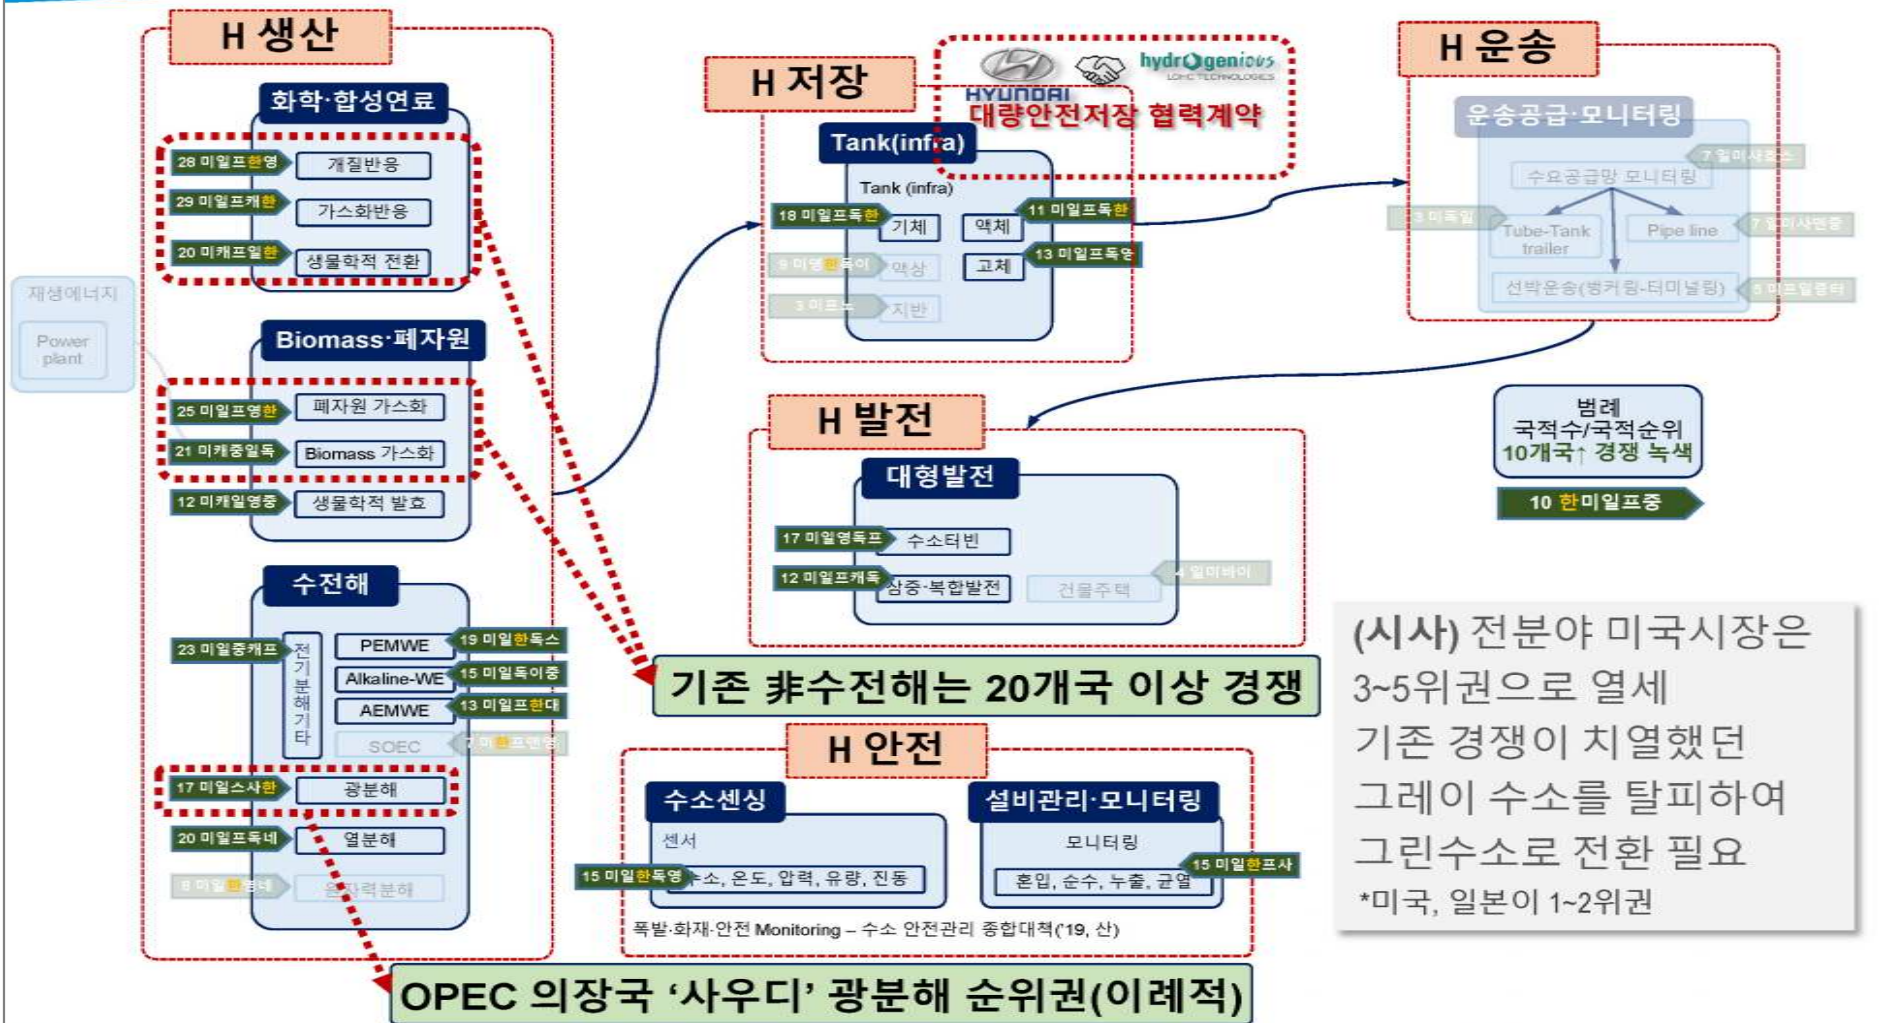 H 생산
화학·합성연료
28 미일프한영
개질반응
29 미일프캐한
가스화반응
20 미캐프일한
생물학적 전환
재생에너지
Power
plant
Biomass·폐자원
25 미일프영한
폐자원 가스화
21 미캐중일독
Biomass 가스화
12 미캐일영중
생물학적 발효
수전해
23 미일중캐프
전기분해기타
PEMWE
19 미일한독스
Alkaline-WE
15 미일독이중
AEMWE
13 미일프한대
SOEC
17 미일스사한
광분해
20 미일프독네
열분해
원자력분해
H 저장
HYUNDAI
hydrogenious
LOHC TECHNOLOGIES
대량안전저장 협력계약
Tank(infra)
Tank (infra)
18 미일프독한
기체
11 미일프독한
액체
9 미영한독이
액상
고체
13 미일프독영
지반
H 운송
운송공급·모니터링
수요공급망 모니터링
3 미독일
Tube-Tank
trailer
Pipe line
선박운송(벙커링-터미널링)
H 발전
대형발전
17 미일영독프
수소터빈
12 미일프캐독
삼중·복합발전
건물주택
4 일미바이
범례
국적수/국적순위
10개국↑ 경쟁 녹색
10 한미일프중
기존 非수전해는 20개국 이상 경쟁
H 안전
수소센싱
센서
15 미일한독영
수소, 온도, 압력, 유량, 진동
설비관리·모니터링
모니터링
15 미일한프사
혼입, 순수, 누출, 균열
폭발·화재·안전 Monitoring – 수소 안전관리 종합대책('19, 산)
OPEC 의장국 ‘사우디’ 광분해 순위권(이례적)
(시사) 전분야 미국시장은
3~5위권으로 열세
기존 경쟁이 치열했던
그레이 수소를 탈피하여
그린수소로 전환 필요
*미국, 일본이 1~2위권